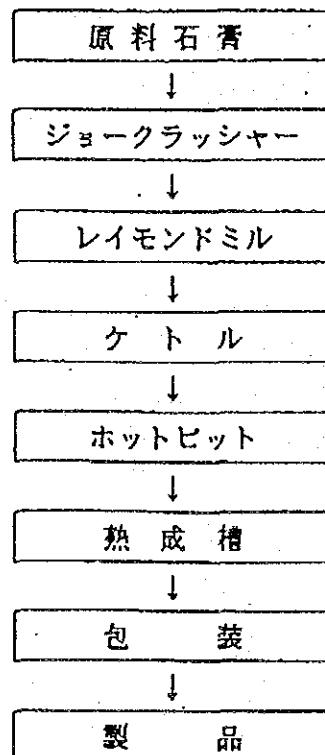 原料石膏
↓
ジョークラッシャー
↓
レイモンドミル
↓
ケトル
↓
ホットピット
↓
熟成槽
↓
包装
↓
製品